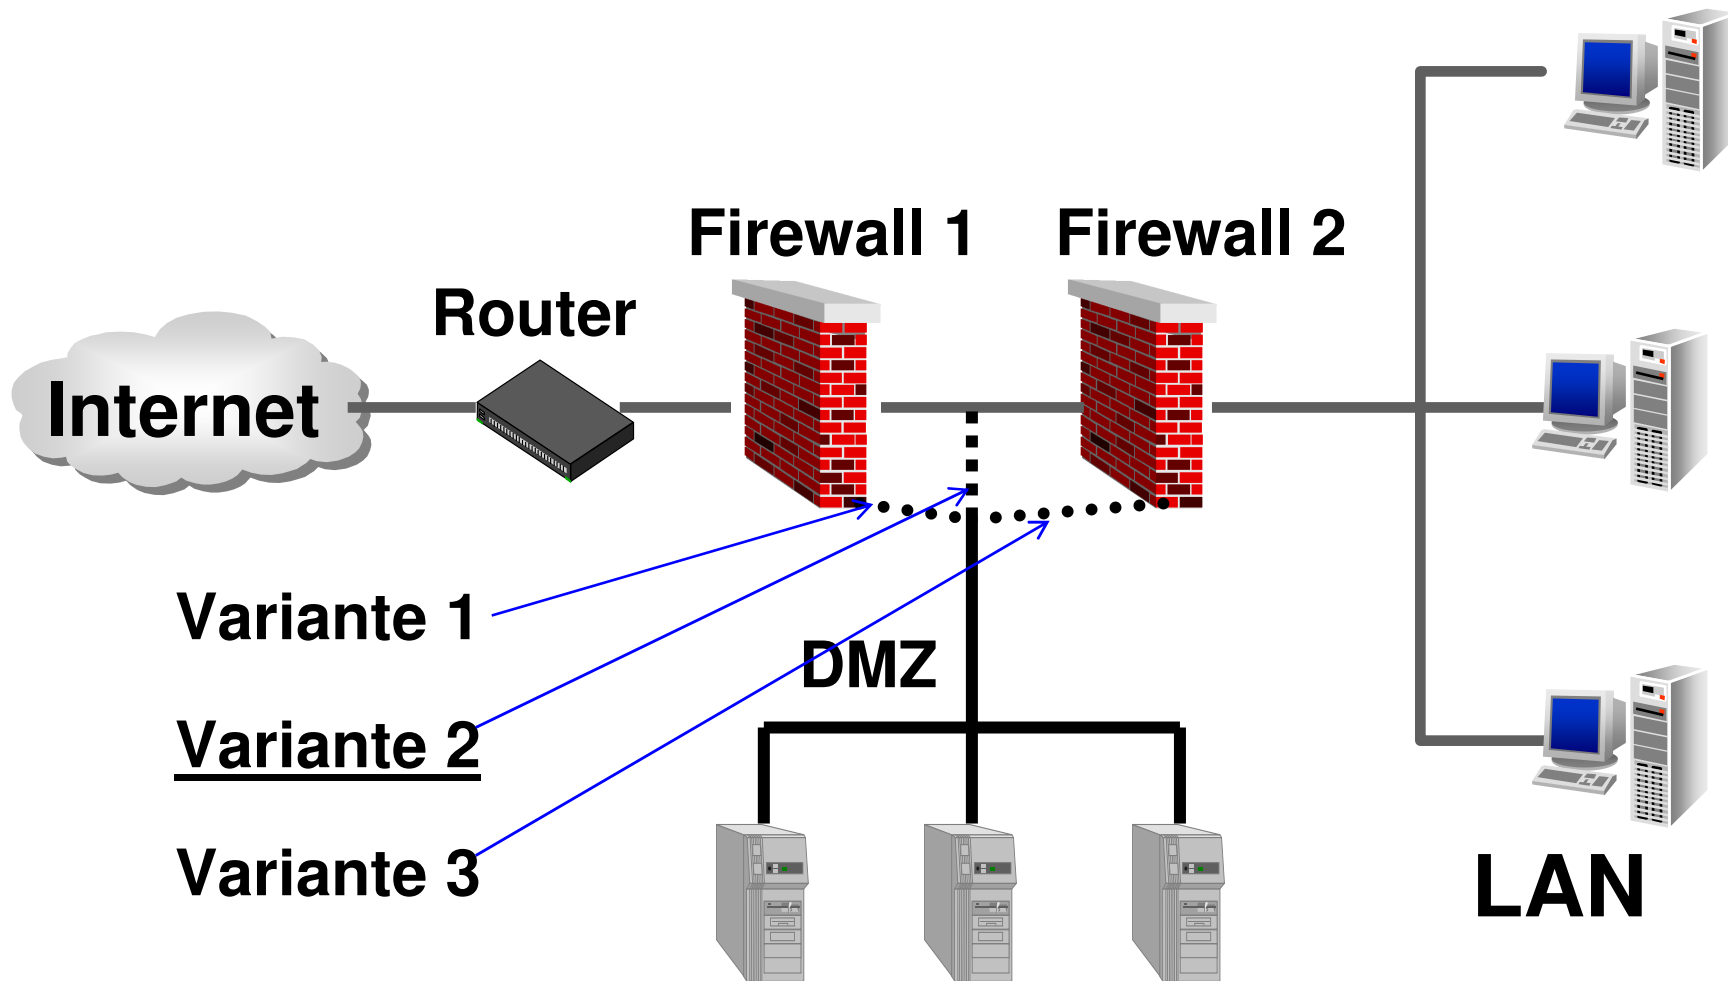 Firewall 1
Firewall 2
Router
Internet
Variante 1
DMZ
Variante 2
Variante 3
LAN